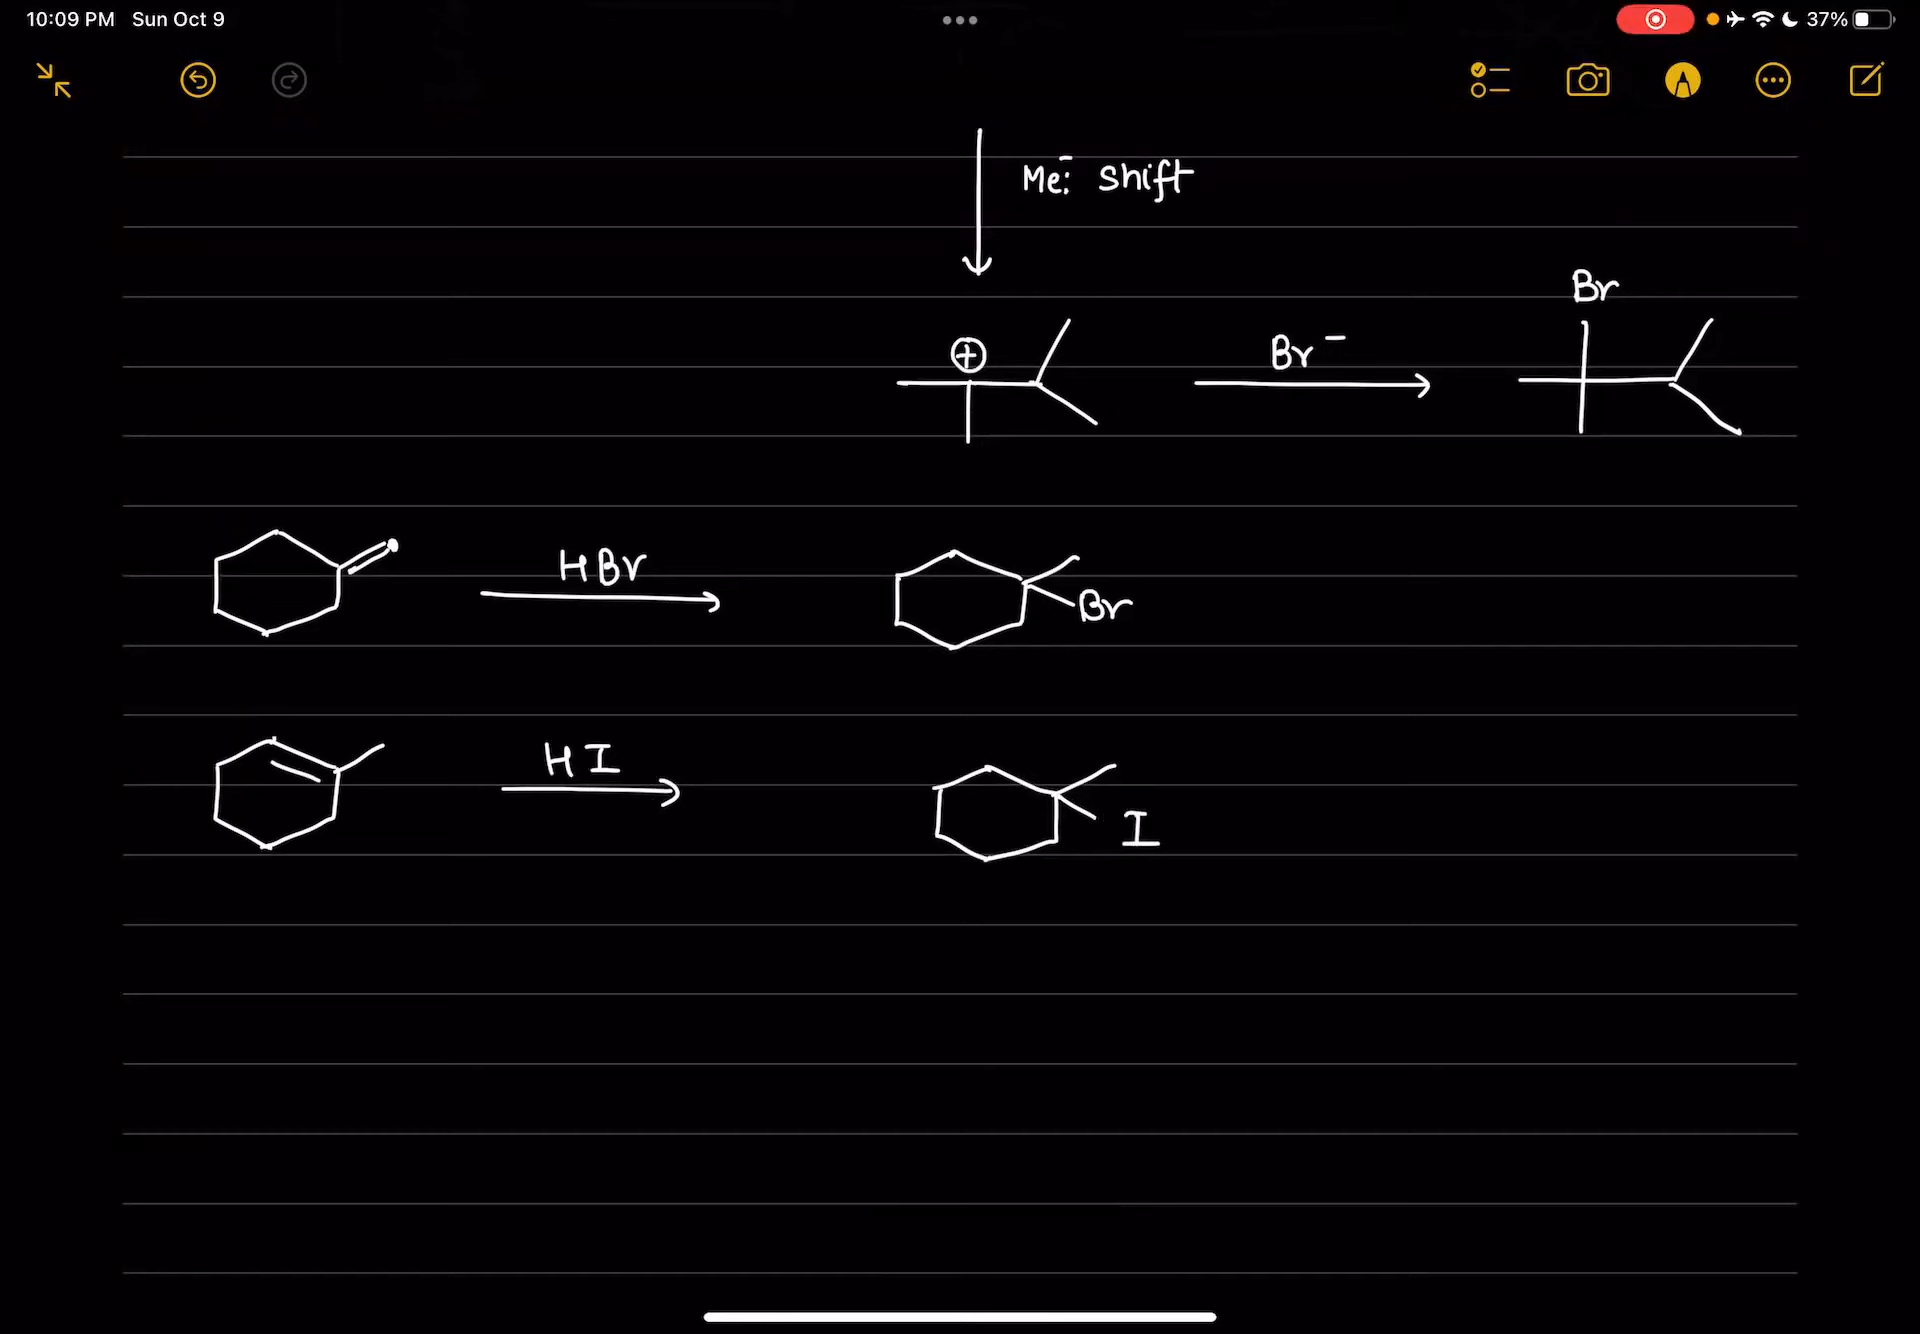 10:09 PM Sun Oct 9
37%
Me:⁻ shift
Br
⊕
Br⁻
HBr
Br
HI
I